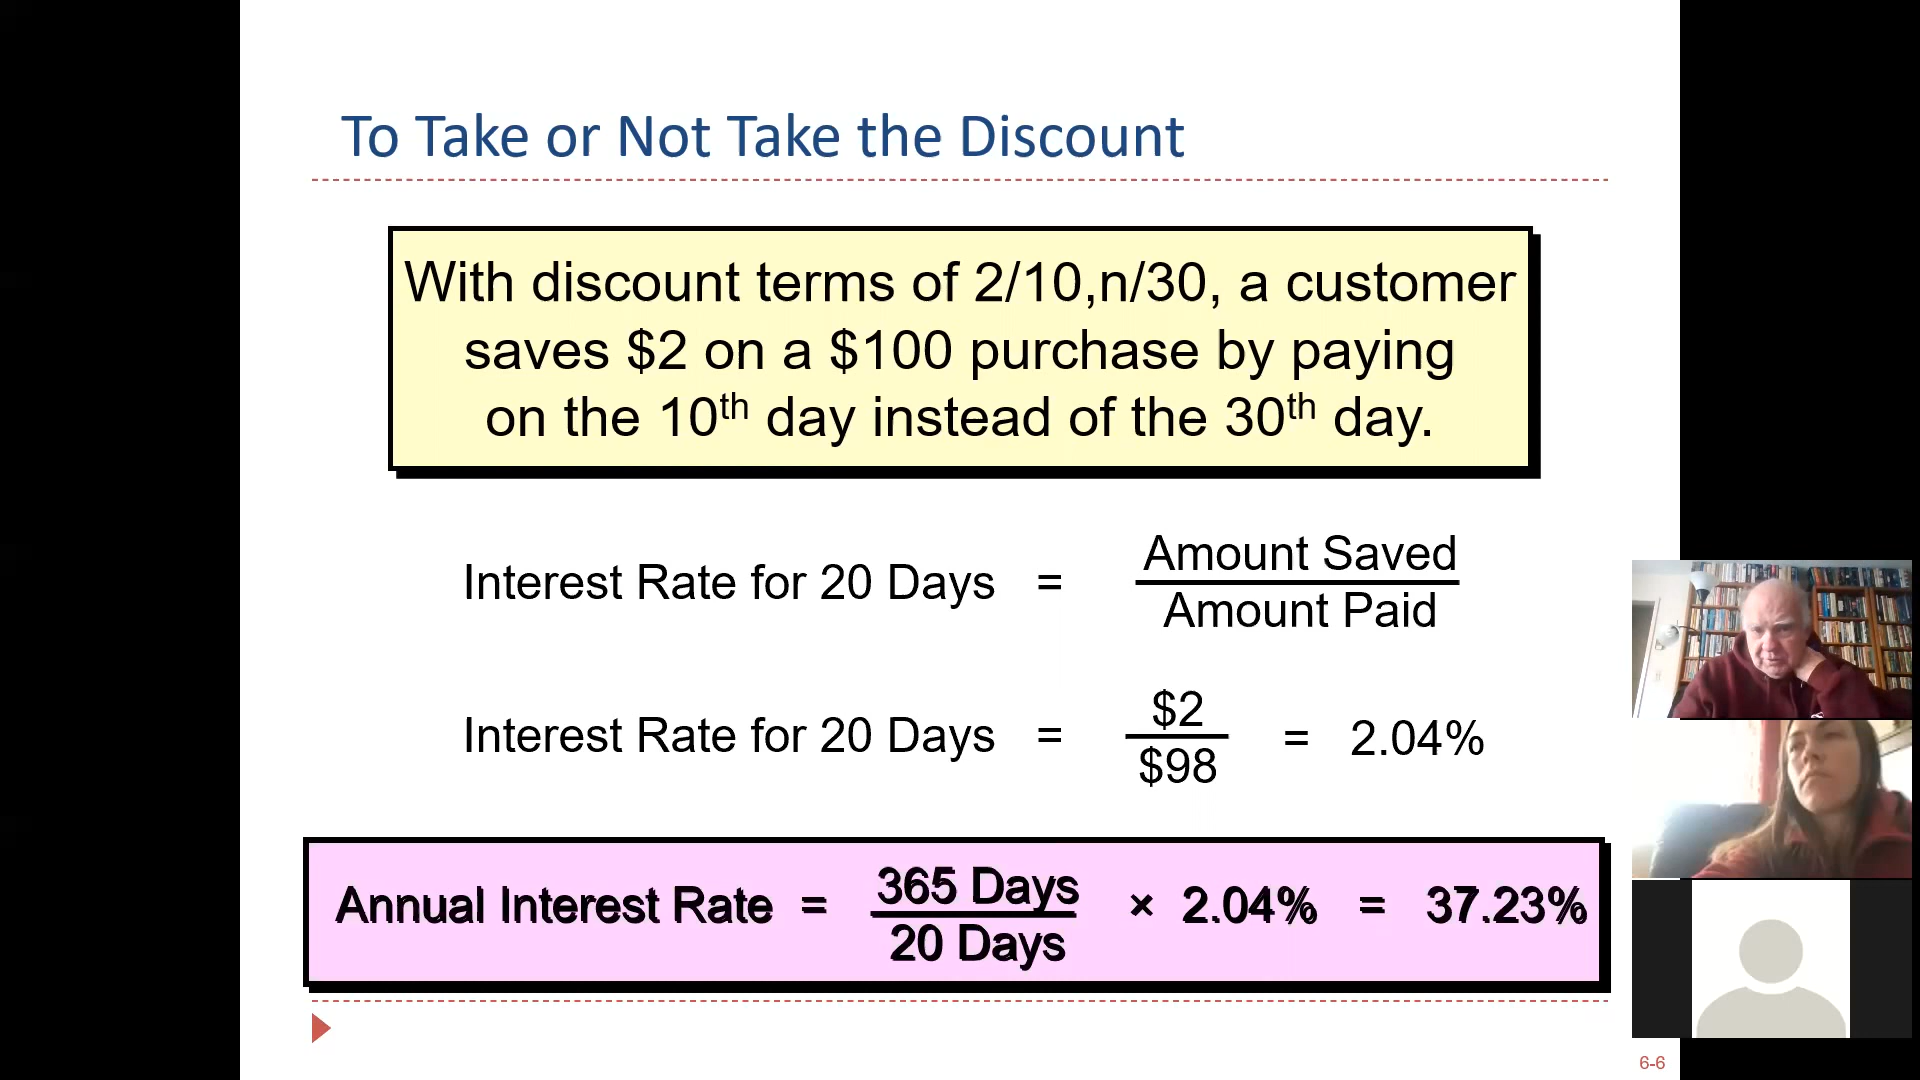 To Take or Not Take the Discount
With discount terms of 2/10,n/30, a customer
saves $2 on a $100 purchase by paying
on the 10th day instead of the 30th day.
Interest Rate for 20 Days = Amount Saved
Amount Paid
Interest Rate for 20 Days = $2
$98 = 2.04%
Annual Interest Rate = 365 Days
20 Days × 2.04% = 37.23%
6-6